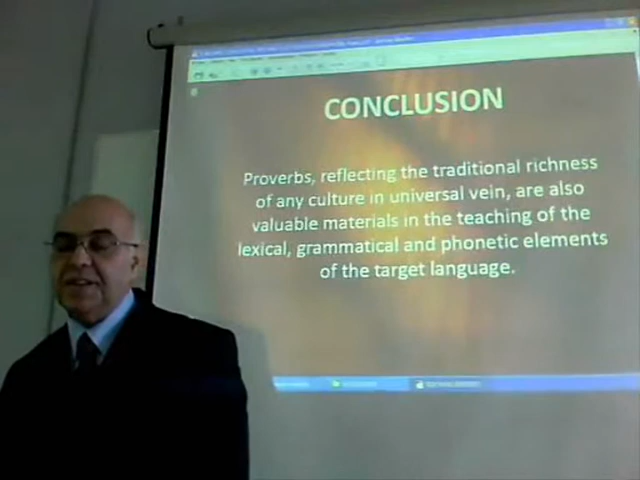 CONCLUSION
Proverbs, reflecting the traditional richness
of any culture in universal vein, are also
valuable materials in the teaching of the
lexical, grammatical and phonetic elements
of the target language.